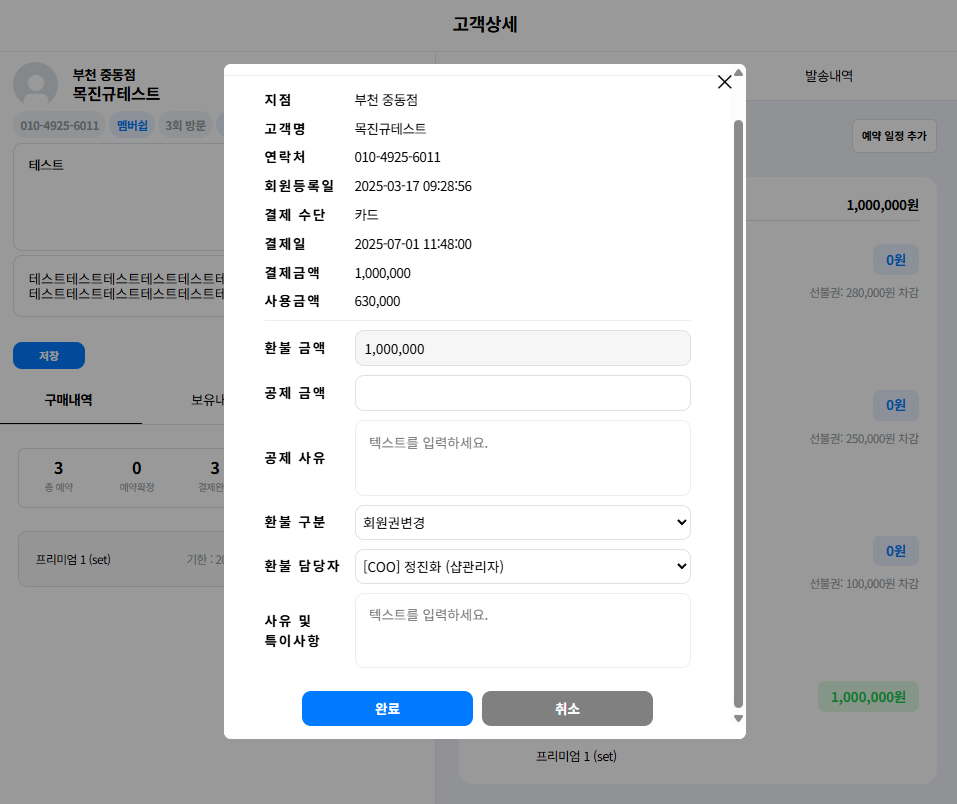 고객상세
부천 중동점
목진규테스트
010-4925-6011
멤버쉽
3회 방문
테스트
테스트테스트테스트테스트테스트테
테스트테스트테스트테스트테스트테
저장
구매내역
보유내
3
총 예약
0
예약확정
3
결제완
프리미엄 1 (set)
기한 : 20
지점
부천 중동점
고객명
목진규테스트
연락처
010-4925-6011
회원등록일
2025-03-17 09:28:56
결제 수단
카드
결제일
2025-07-01 11:48:00
결제금액
1,000,000
사용금액
630,000
환불 금액
1,000,000
공제 금액
공제 사유
텍스트를 입력하세요.
환불 구분
회원권변경
환불 담당자
[COO] 정진화 (샵관리자)
사유 및
특이사항
텍스트를 입력하세요.
완료
취소
발송내역
예약 일정 추가
1,000,000원
0원
선불권: 280,000원 차감
0원
선불권: 250,000원 차감
0원
선불권: 100,000원 차감
1,000,000원
프리미엄 1 (set)